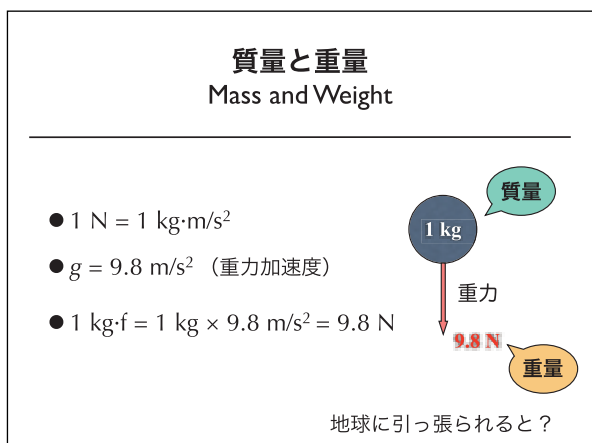 質量と重量
Mass and Weight
● 1 N = 1 kg·m/s²
● g = 9.8 m/s² （重力加速度）
● 1 kg·f = 1 kg × 9.8 m/s² = 9.8 N
質量
1 kg
重力
9.8 N
重量
地球に引っ張られると？